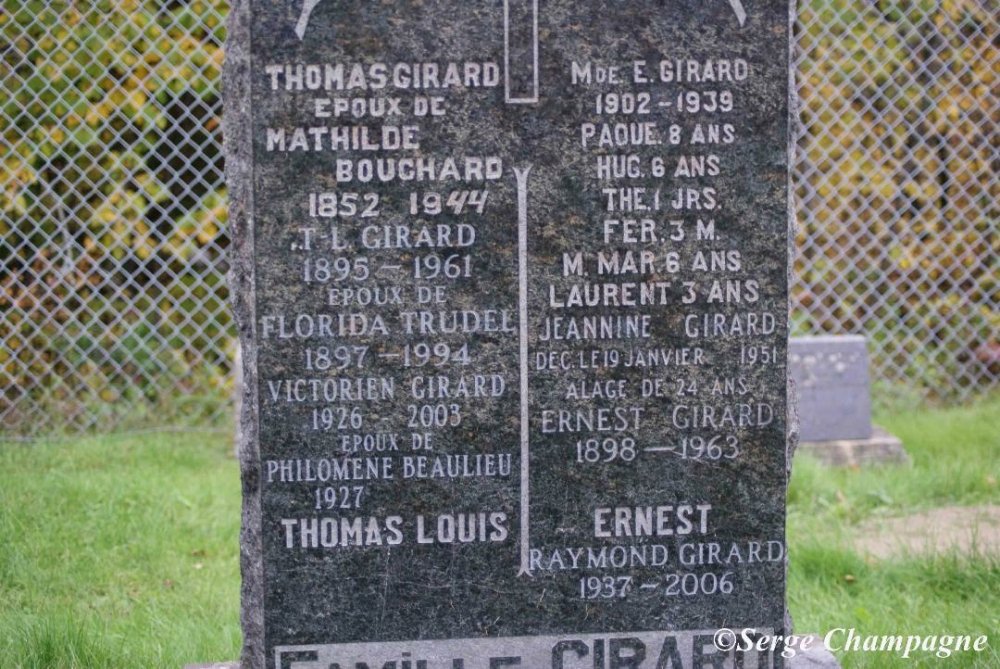 THOMAS GIRARD
EPOUX DE
MATHILDE
BOUCHARD
1852 1944
T-L. GIRARD
1895 - 1961
EPOUX DE
FLORIDA TRUDEL
1897 - 1994
VICTORIEN GIRARD
1926 - 2003
EPOUX DE
PHILOMENE BEAULIEU
1927
THOMAS LOUIS
MDE. E. GIRARD
1902 - 1939
PAQUE. 8 ANS
HUG. 6 ANS
THE. 1 JRS.
FER. 3 M.
M. MAR. 6 ANS
LAURENT 3 ANS
JEANNINE GIRARD
DEC. LE 19 JANVIER 1951
A LAGE DE 24 ANS
ERNEST GIRARD
1898 - 1963
ERNEST
RAYMOND GIRARD
1937 - 2006
FAMILLE GIRARD
©Serge Champagne